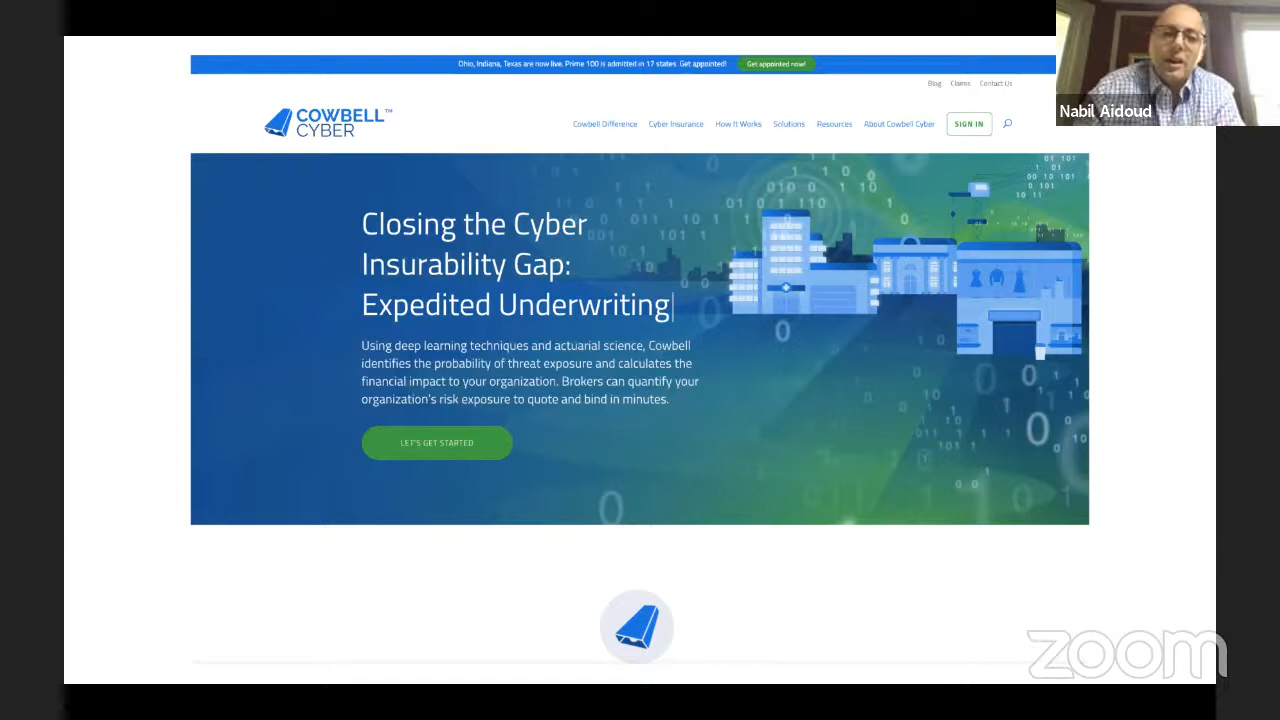 Ohio, Indiana, Texas are now live. Prime 100 is admitted in 17 states. Get appointed! Get appointed now!
Blog Claims Contact Us
Nabil Aidoud
COWBELL™
CYBER
Cowbell Difference Cyber Insurance How It Works Solutions Resources About Cowbell Cyber SIGN IN
Closing the Cyber
Insurability Gap:
Expedited Underwriting
Using deep learning techniques and actuarial science, Cowbell
identifies the probability of threat exposure and calculates the
financial impact to your organization. Brokers can quantify your
organization's risk exposure to quote and bind in minutes.
LET'S GET STARTED
zoom